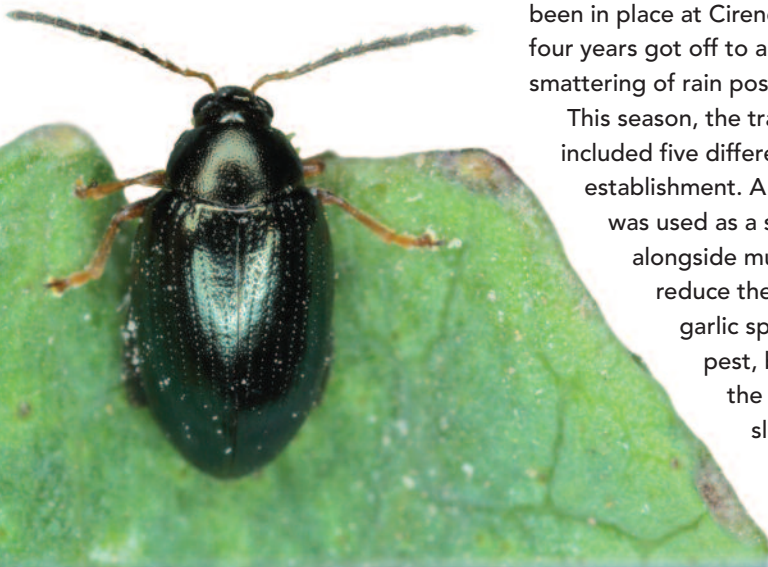 been in place at Cirenc
four years got off to a
smattering of rain pos
This season, the tra
included five differe
establishment. A
was used as a s
alongside mu
reduce the
garlic sp
pest, l
the
sl